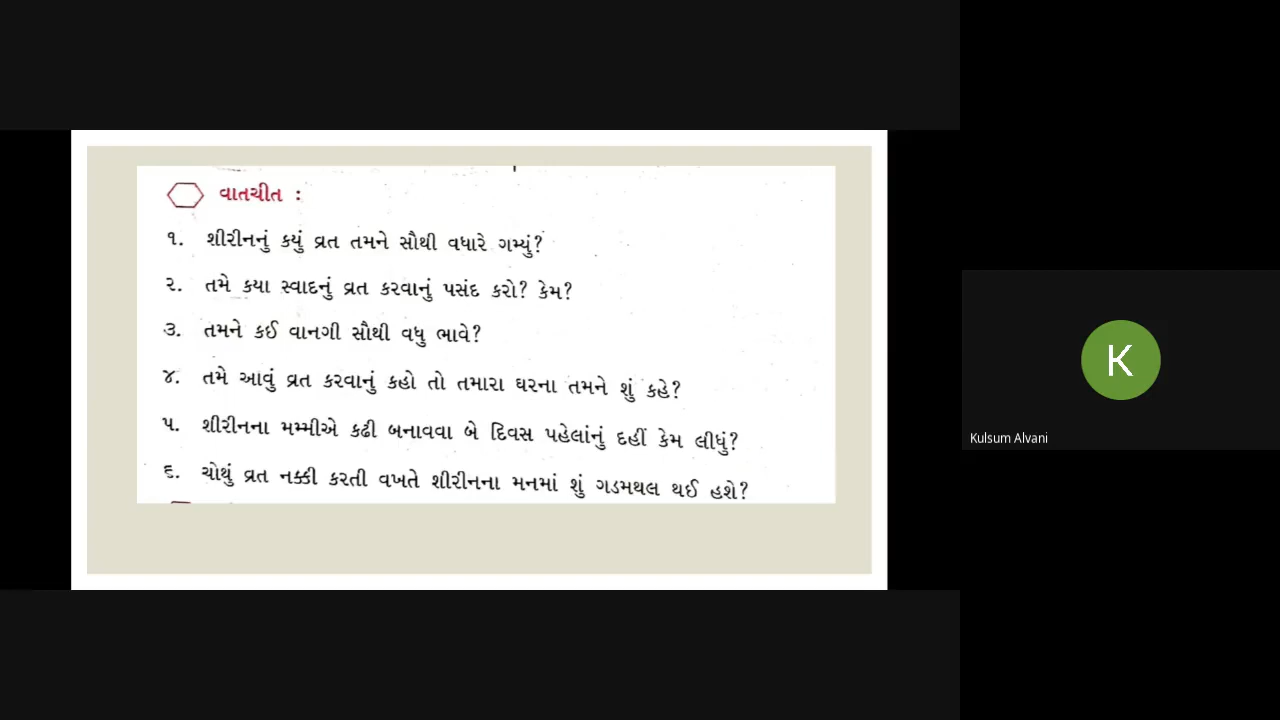 વાતચીત :
૧. શીરીનનું કયું વ્રત તમને સૌથી વધારે ગમ્યું?
૨. તમે કયા સ્વાદનું વ્રત કરવાનું પસંદ કરો? કેમ?
૩. તમને કઈ વાનગી સૌથી વધુ ભાવે?
૪. તમે આવું વ્રત કરવાનું કહો તો તમારા ઘરના તમને શું કહે?
૫. શીરીનના મમ્મીએ કઢી બનાવવા બે દિવસ પહેલાંનું દહીં કેમ લીધું?
૬. ચોથું વ્રત નક્કી કરતી વખતે શીરીનના મનમાં શું ગડમથલ થઈ હશે?
K
Kulsum Alvani